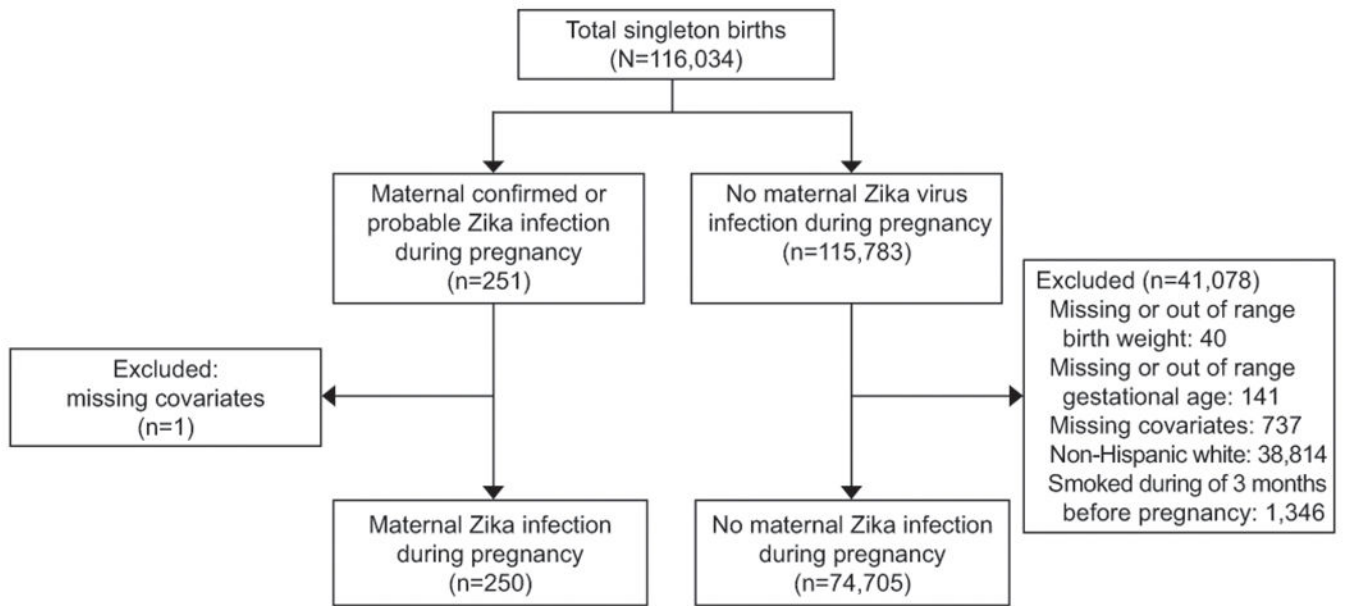 Total singleton births
(N=116,034)
Maternal confirmed or
probable Zika infection
during pregnancy
(n=251)
No maternal Zika virus
infection during pregnancy
(n=115,783)
Excluded:
missing covariates
(n=1)
Excluded (n=41,078)
Missing or out of range
birth weight: 40
Missing or out of range
gestational age: 141
Missing covariates: 737
Non-Hispanic white: 38,814
Smoked during of 3 months
before pregnancy: 1,346
Maternal Zika infection
during pregnancy
(n=250)
No maternal Zika infection
during pregnancy
(n=74,705)